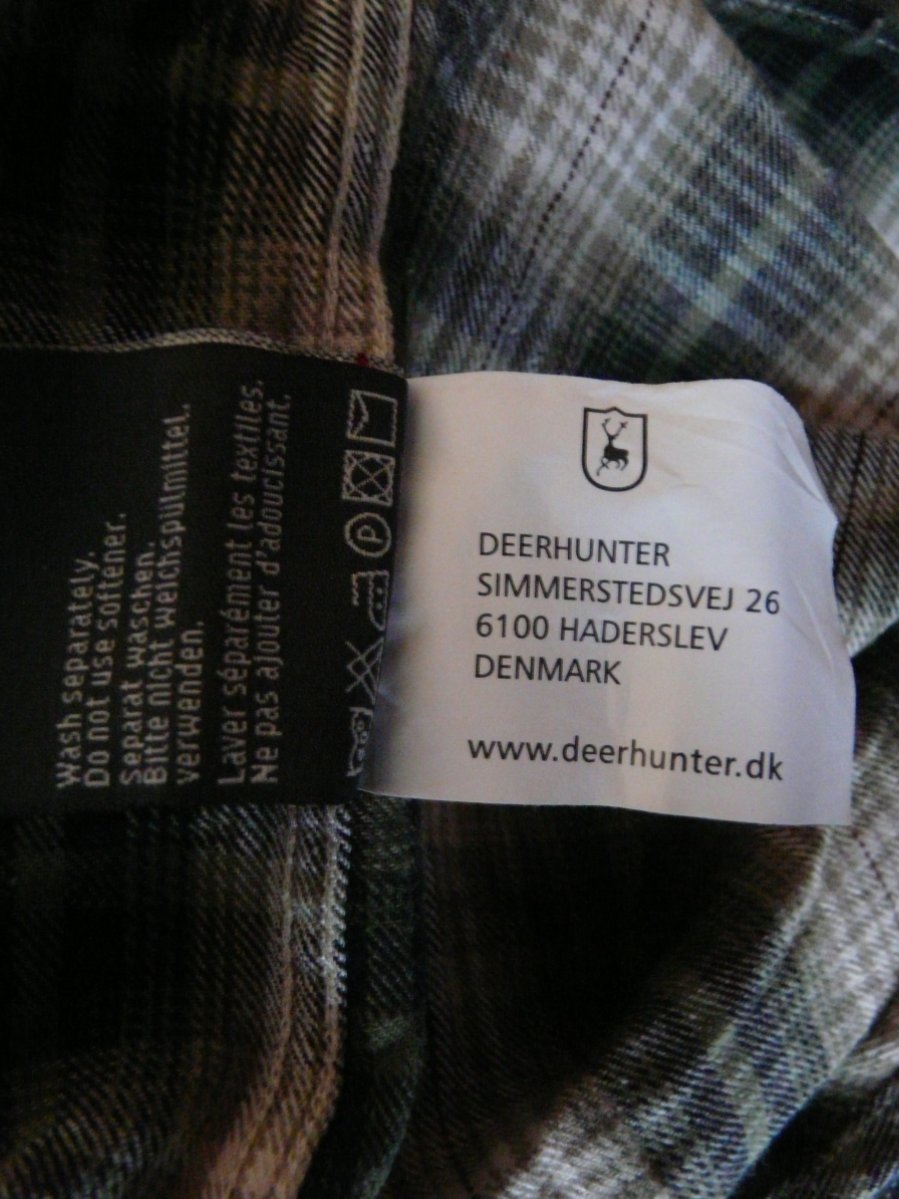 Wash separately.
Do not use softener.
Separat waschen.
Bitte nicht weichspülmittel.
verwenden.
Laver séparément les textiles.
Ne pas ajouter d'adoucissant.
P
DEERHUNTER
SIMMERSTEDSVEJ 26
6100 HADERSLEV
DENMARK
www.deerhunter.dk